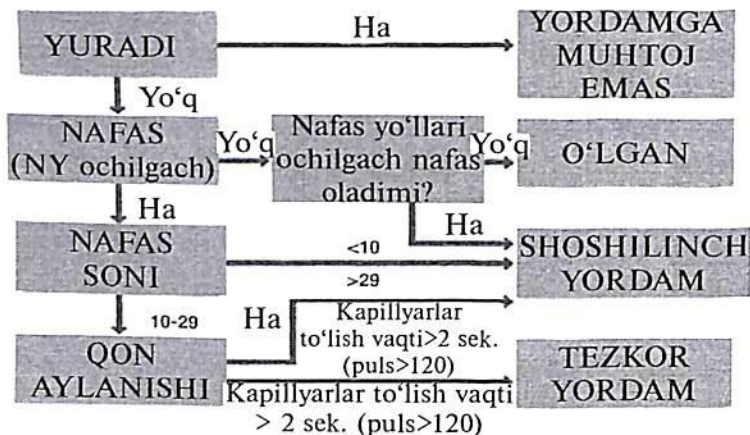 YURADI
Ha
YORDAMGA
MUHTOJ
EMAS
Yo‘q
NAFAS
(NY ochilgach)
Yo‘q
Nafas yo‘llari
ochilgach nafas
oladimi?
Yo‘q
O‘LGAN
Ha
Ha
NAFAS
SONI
<10
>29
SHOSHILINCH
YORDAM
10-29
Ha
Kapillyarlar
to‘lish vaqti>2 sek.
(puls>120)
QON
AYLANISHI
TEZKOR
YORDAM
Kapillyarlar to‘lish vaqti
> 2 sek. (puls>120)